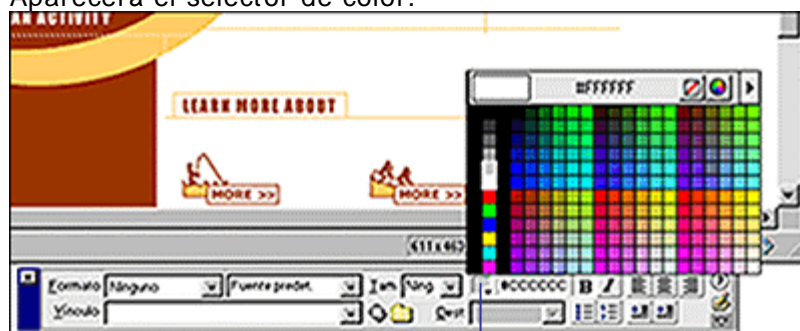 Aparecerá el selector de color.
AN ACTIVITY
#FFFFFF
LEARN MORE ABOUT
MORE >>
MORE >>
Formato Ninguno Fuente predet. Tam Ning #CCCCCC B I
Vínculo Dest